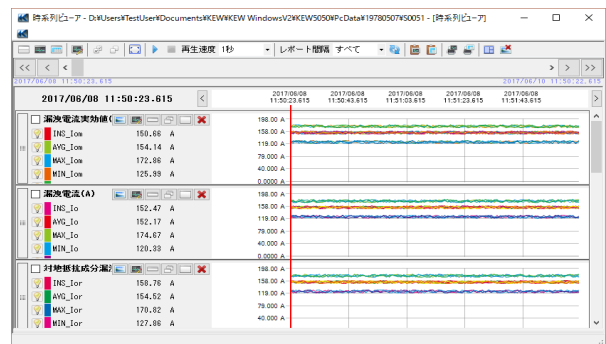 時系列ビューア - D:¥Users¥TestUser¥Documents¥KEW¥KEW WindowsV2¥KEW5050¥PcData¥19780507¥S0051 - [時系列ビューア]
再生速度 1秒 レポート間隔 すべて
<< < < > > >>
2017/06/08 11:50:23.615 2017/06/10 11:50:22.615
2017/06/08 11:50:23.615 <
2017/06/08 2017/06/08 2017/06/08 2017/06/08 2017/06/08 >
11:50:23.615 11:50:43.615 11:51:03.615 11:51:23.615 11:51:43.615
漏洩電流実効値(
INS_Iom 150.66 A
AVG_Iom 154.14 A
MAX_Iom 172.86 A
MIN_Iom 125.99 A
198.00 A
158.00 A
119.00 A
79.000 A
40.000 A
0.0000 A
漏洩電流(A)
INS_Io 152.47 A
AVG_Io 152.17 A
MAX_Io 174.67 A
MIN_Io 120.33 A
198.00 A
158.00 A
119.00 A
79.000 A
40.000 A
0.0000 A
対地抵抗成分漏
INS_Ior 158.76 A
AVG_Ior 154.52 A
MAX_Ior 170.82 A
MIN_Ior 127.86 A
198.00 A
158.00 A
119.00 A
79.000 A
40.000 A